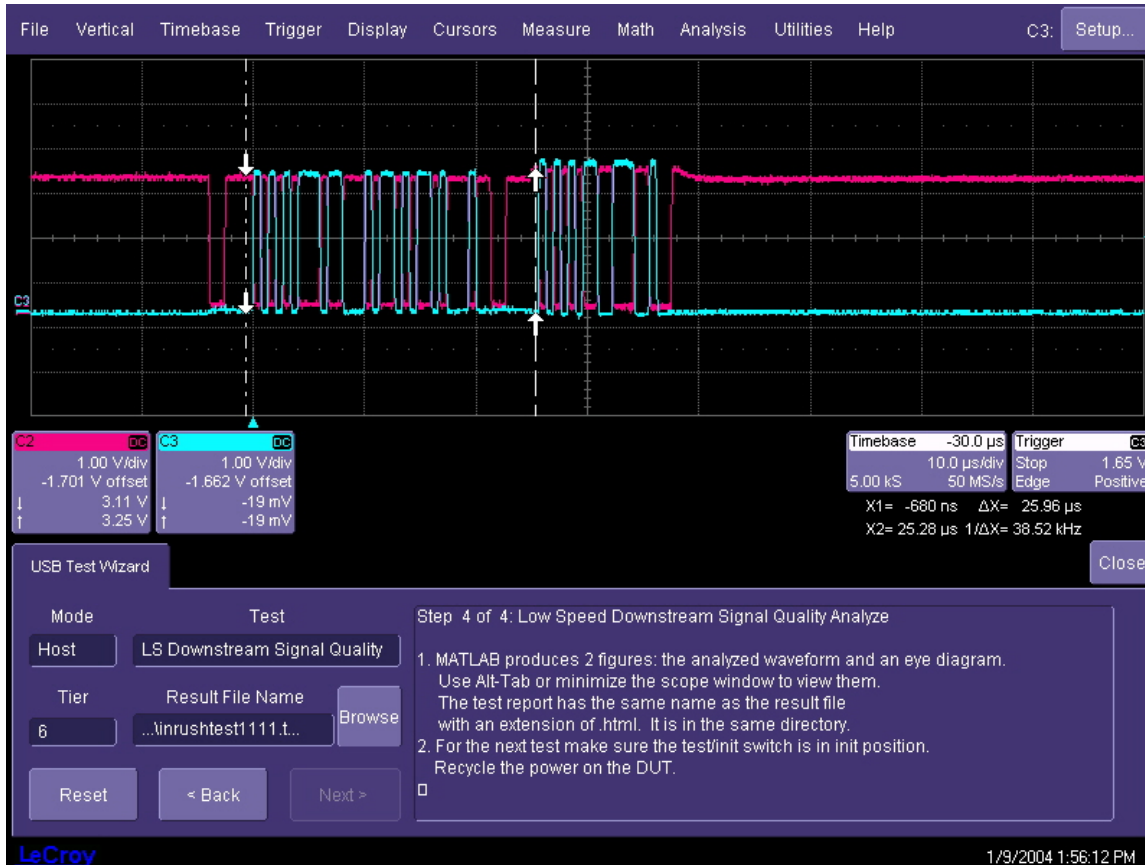 File Vertical Timebase Trigger Display Cursors Measure Math Analysis Utilities Help C3: Setup...
C3
C2 DC
1.00 V/div
-1.701 V offset
↓ 3.11 V
↑ 3.25 V
C3 DC
1.00 V/div
-1.662 V offset
↓ -19 mV
↑ -19 mV
Timebase -30.0 µs
10.0 µs/div
5.00 kS 50 MS/s
Trigger C3
Stop 1.65 V
Edge Positive
X1= -680 ns ΔX= 25.96 µs
X2= 25.28 µs 1/ΔX= 38.52 kHz
USB Test Wizard
Close
Mode Test
Host LS Downstream Signal Quality
Tier Result File Name
6 ...\inrushtest1111.t... Browse
Reset < Back Next >
Step 4 of 4: Low Speed Downstream Signal Quality Analyze
1. MATLAB produces 2 figures: the analyzed waveform and an eye diagram.
Use Alt-Tab or minimize the scope window to view them.
The test report has the same name as the result file
with an extension of .html. It is in the same directory.
2. For the next test make sure the test/init switch is in init position.
Recycle the power on the DUT.
LeCroy
1/9/2004 1:56:12 PM